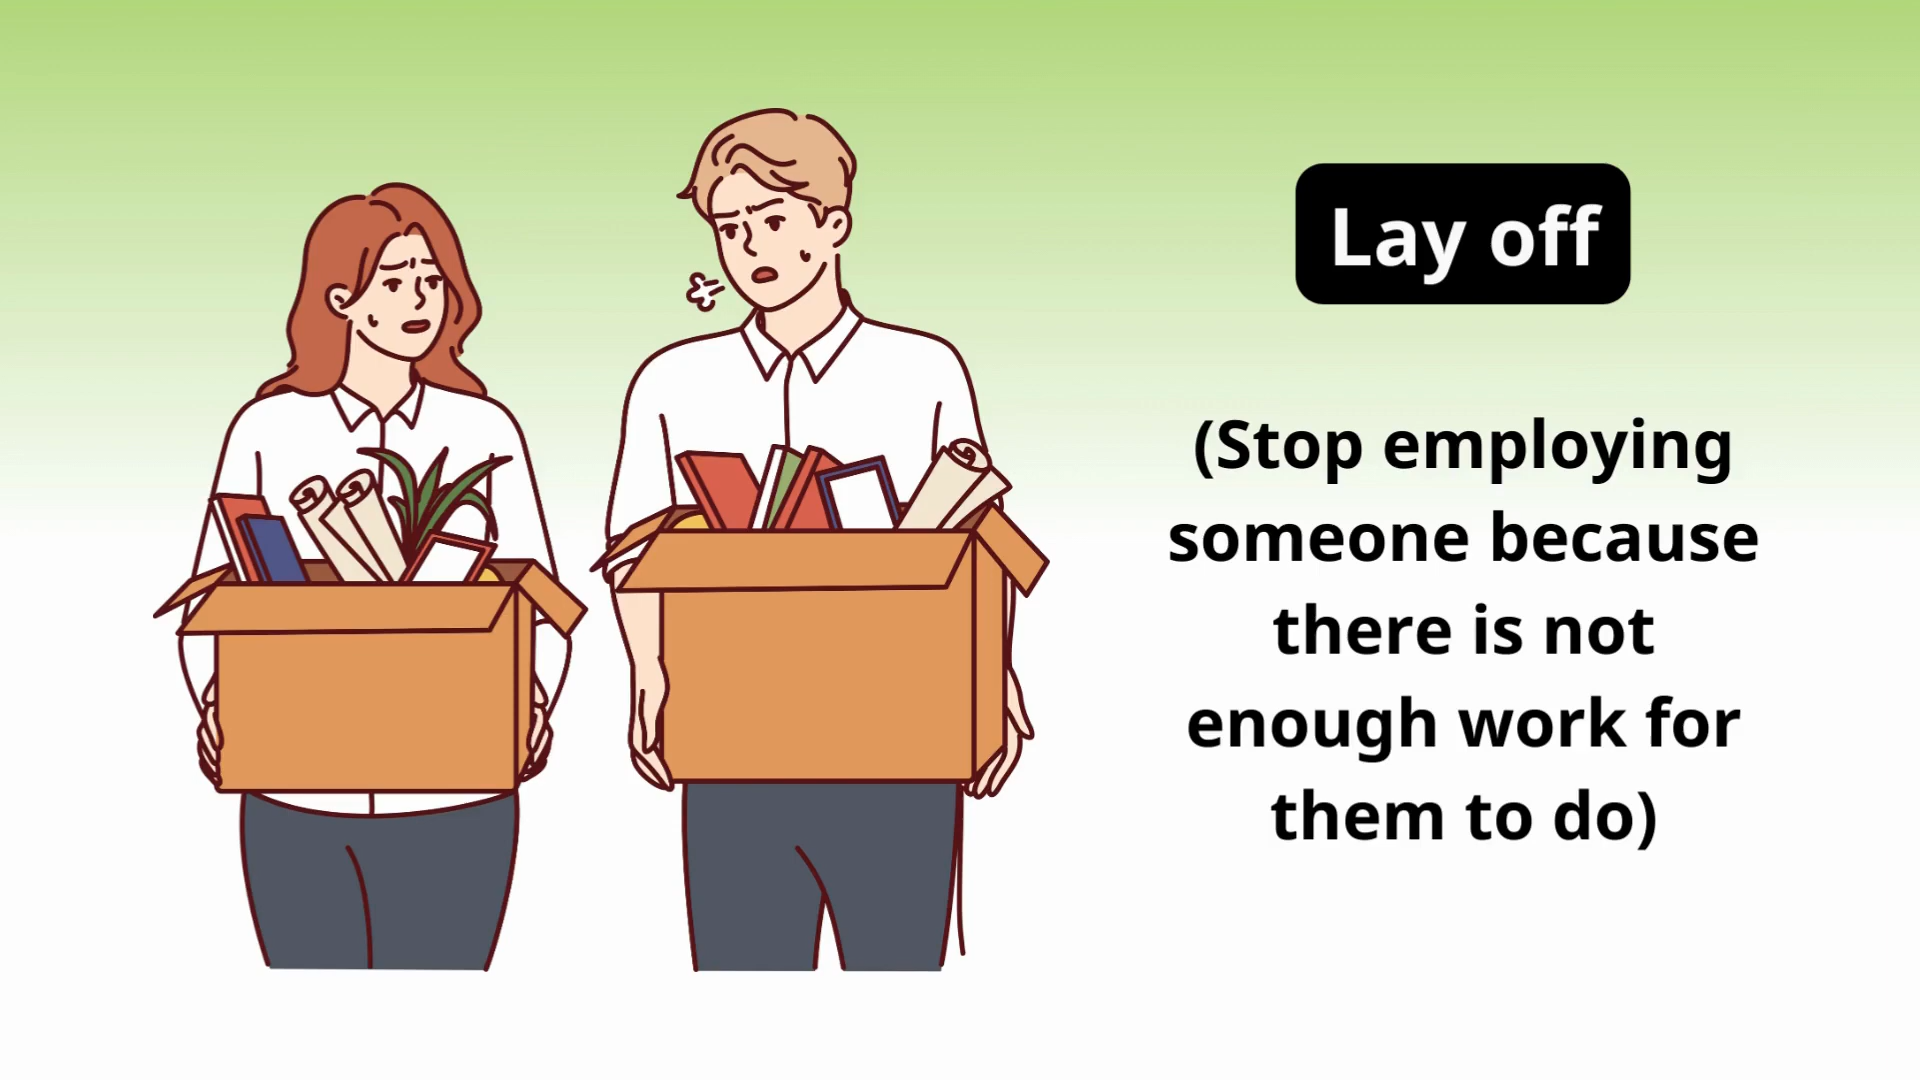 Lay off
(Stop employing
someone because
there is not
enough work for
them to do)